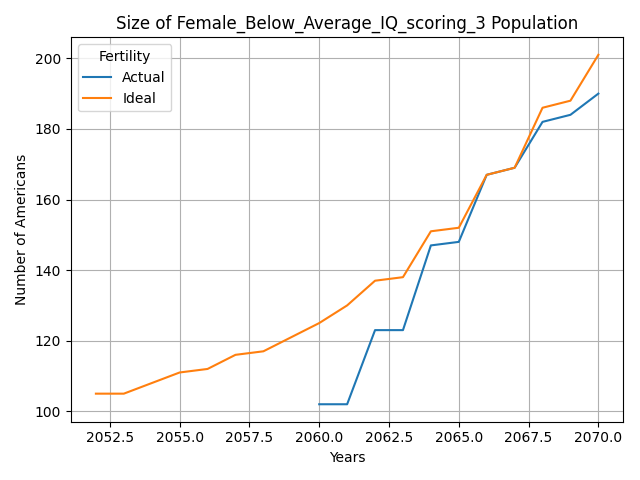 Size of Female_Below_Average_IQ_scoring_3 Population
Fertility
Actual
Ideal
200
180
160
140
120
100
Number of Americans
2052.5 2055.0 2057.5 2060.0 2062.5 2065.0 2067.5 2070.0
Years